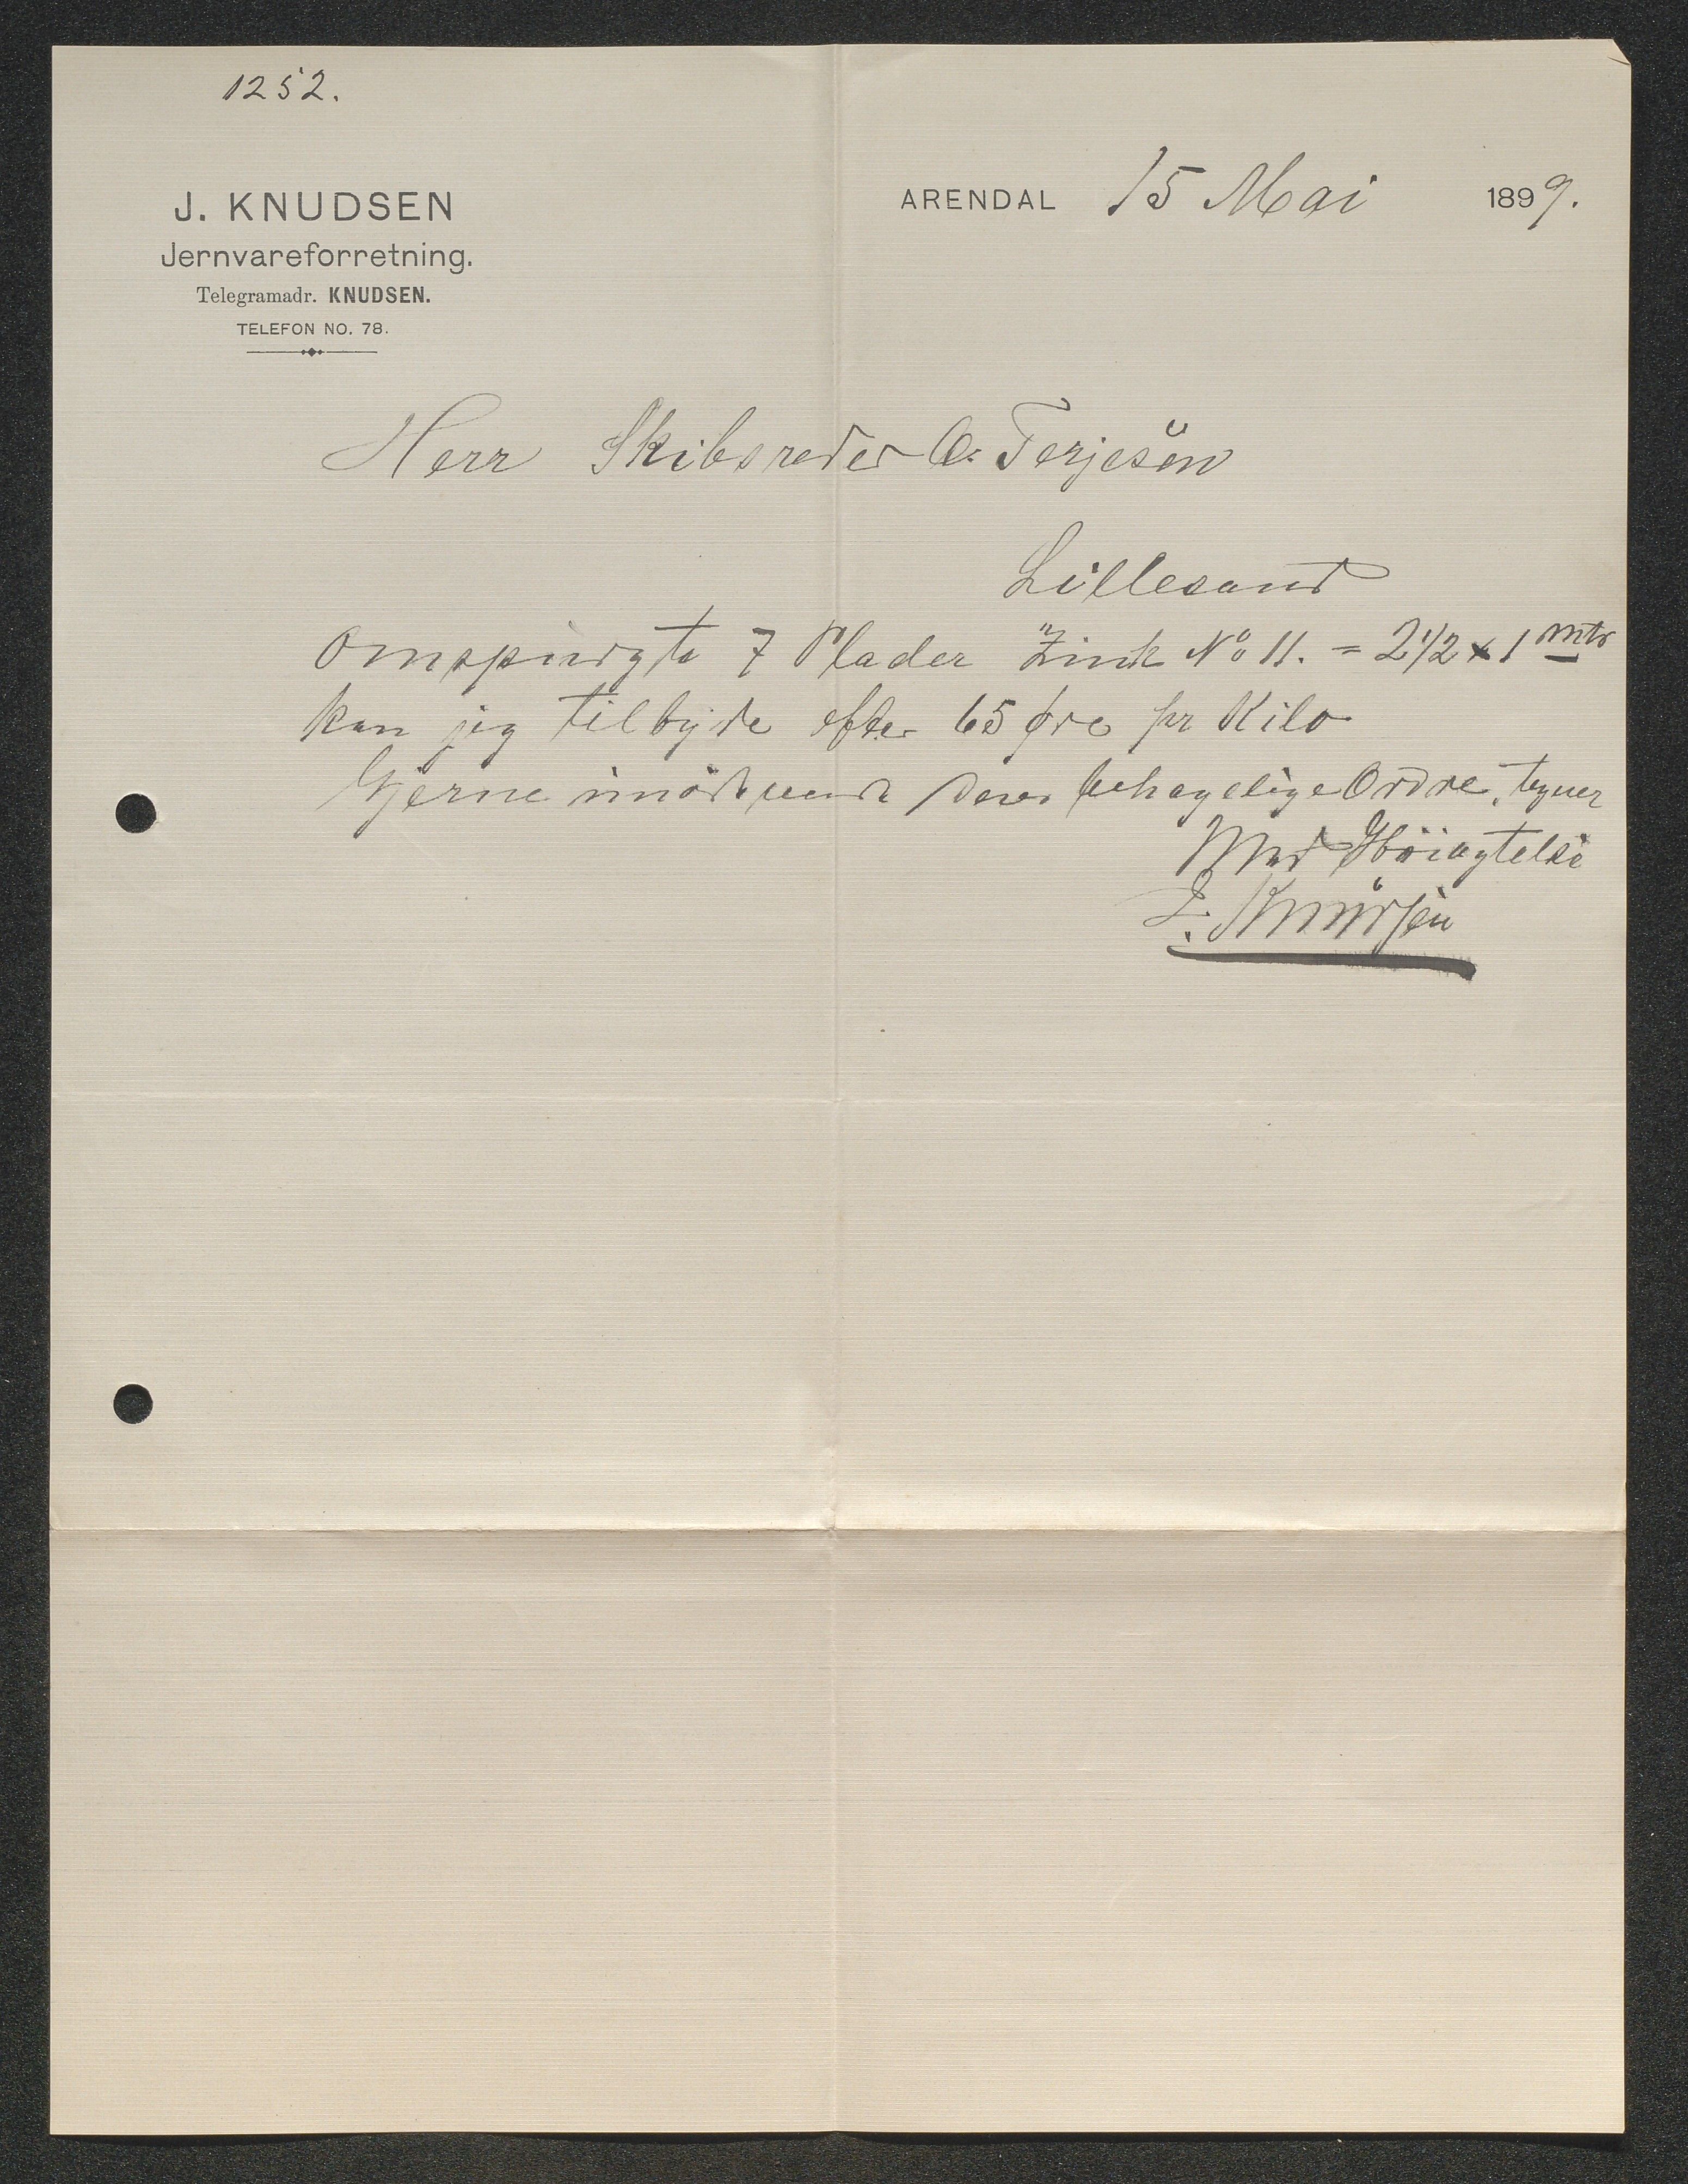 1252.
J. KNUDSEN
Jernvareforretning.
Telegramadr. KNUDSEN.
TELEFON NO. 78.
ARENDAL 15 Mai 1899.
Herr Skibsreder O. Terjesen
Lillesand
Omspurgte 7 Plader Zink No 11. = 2 1/2 x 1 mtr
kan jeg tilbyde efter 65 øre pr Kilo
Gjerne imødeseende Deres behagelige Ordre, tegner
Med Høiagtelse
J. Knudsen